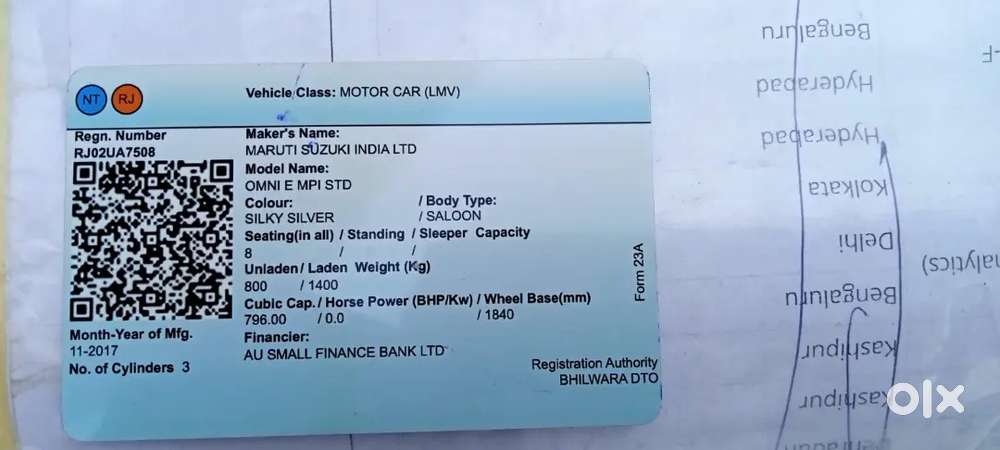 NT RJ
Vehicle Class: MOTOR CAR (LMV)
Regn. Number
RJ02UA7508
Maker's Name:
MARUTI SUZUKI INDIA LTD
Model Name:
OMNI E MPI STD
Colour: / Body Type:
SILKY SILVER / SALOON
Seating(in all) / Standing / Sleeper Capacity
8 / /
Unladen / Laden Weight (Kg)
800 / 1400
Cubic Cap. / Horse Power (BHP/Kw) / Wheel Base(mm)
796.00 / 0.0 / 1840
Month-Year of Mfg.
11-2017
No. of Cylinders 3
Financier:
AU SMALL FINANCE BANK LTD
Registration Authority
BHILWARA DTO
Form 23A
Bengaluru
Hyderabad
Hyderabad
Kolkata
Delhi
Bengaluru
Kashipur
Kashipur
olx